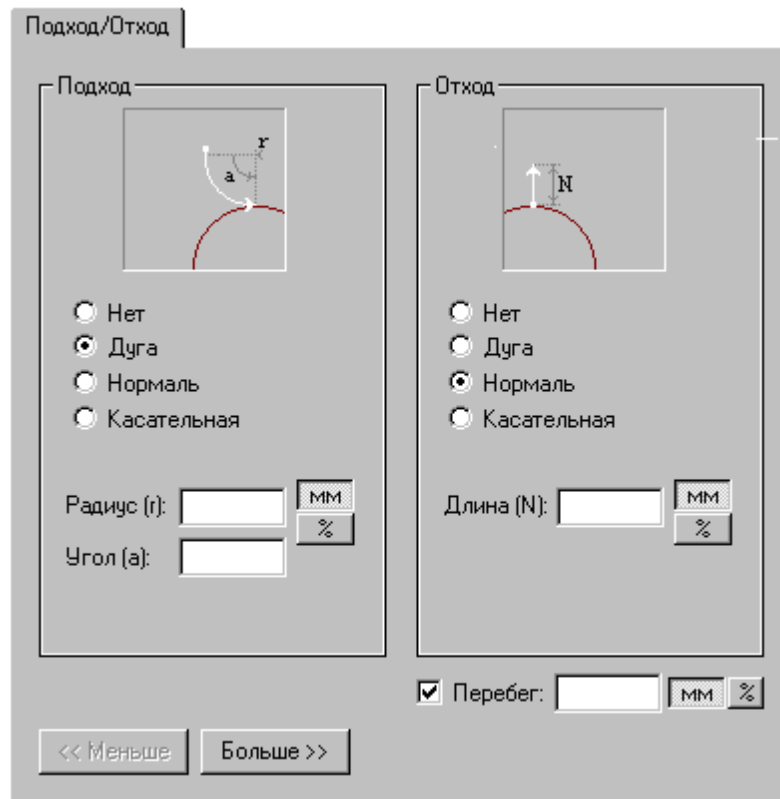 Подход/Отход
Подход
r
a
Нет
Дуга
Нормаль
Касательная
Радиус (r): мм
%
Угол (a):
Отход
N
Нет
Дуга
Нормаль
Касательная
Длина (N): мм
%
Перебег: мм %
<< Меньше Больше >>